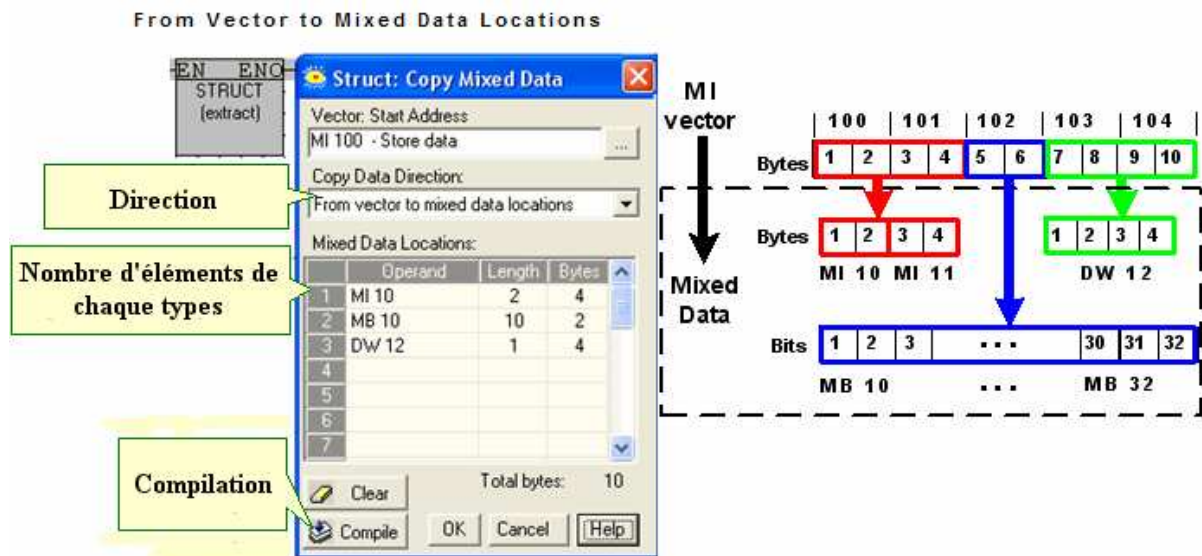 From Vector to Mixed Data Locations
EN ENO
STRUCT
(extract)
Struct: Copy Mixed Data
Vector: Start Address
MI 100 - Store data
...
Copy Data Direction:
From vector to mixed data locations
Mixed Data Locations:
Operand Length Bytes
1 MI 10 2 4
2 MB 10 10 2
3 DW 12 1 4
4
5
6
7
Total bytes: 10
Clear
Compile OK Cancel Help
Direction
Nombre d'éléments de
chaque types
Compilation
MI
vector
Mixed
Data
100 101 102 103 104
Bytes 1 2 3 4 5 6 7 8 9 10
Bytes 1 2 3 4 1 2 3 4
MI 10 MI 11 DW 12
Bits 1 2 3 ... 30 31 32
MB 10 ... MB 32